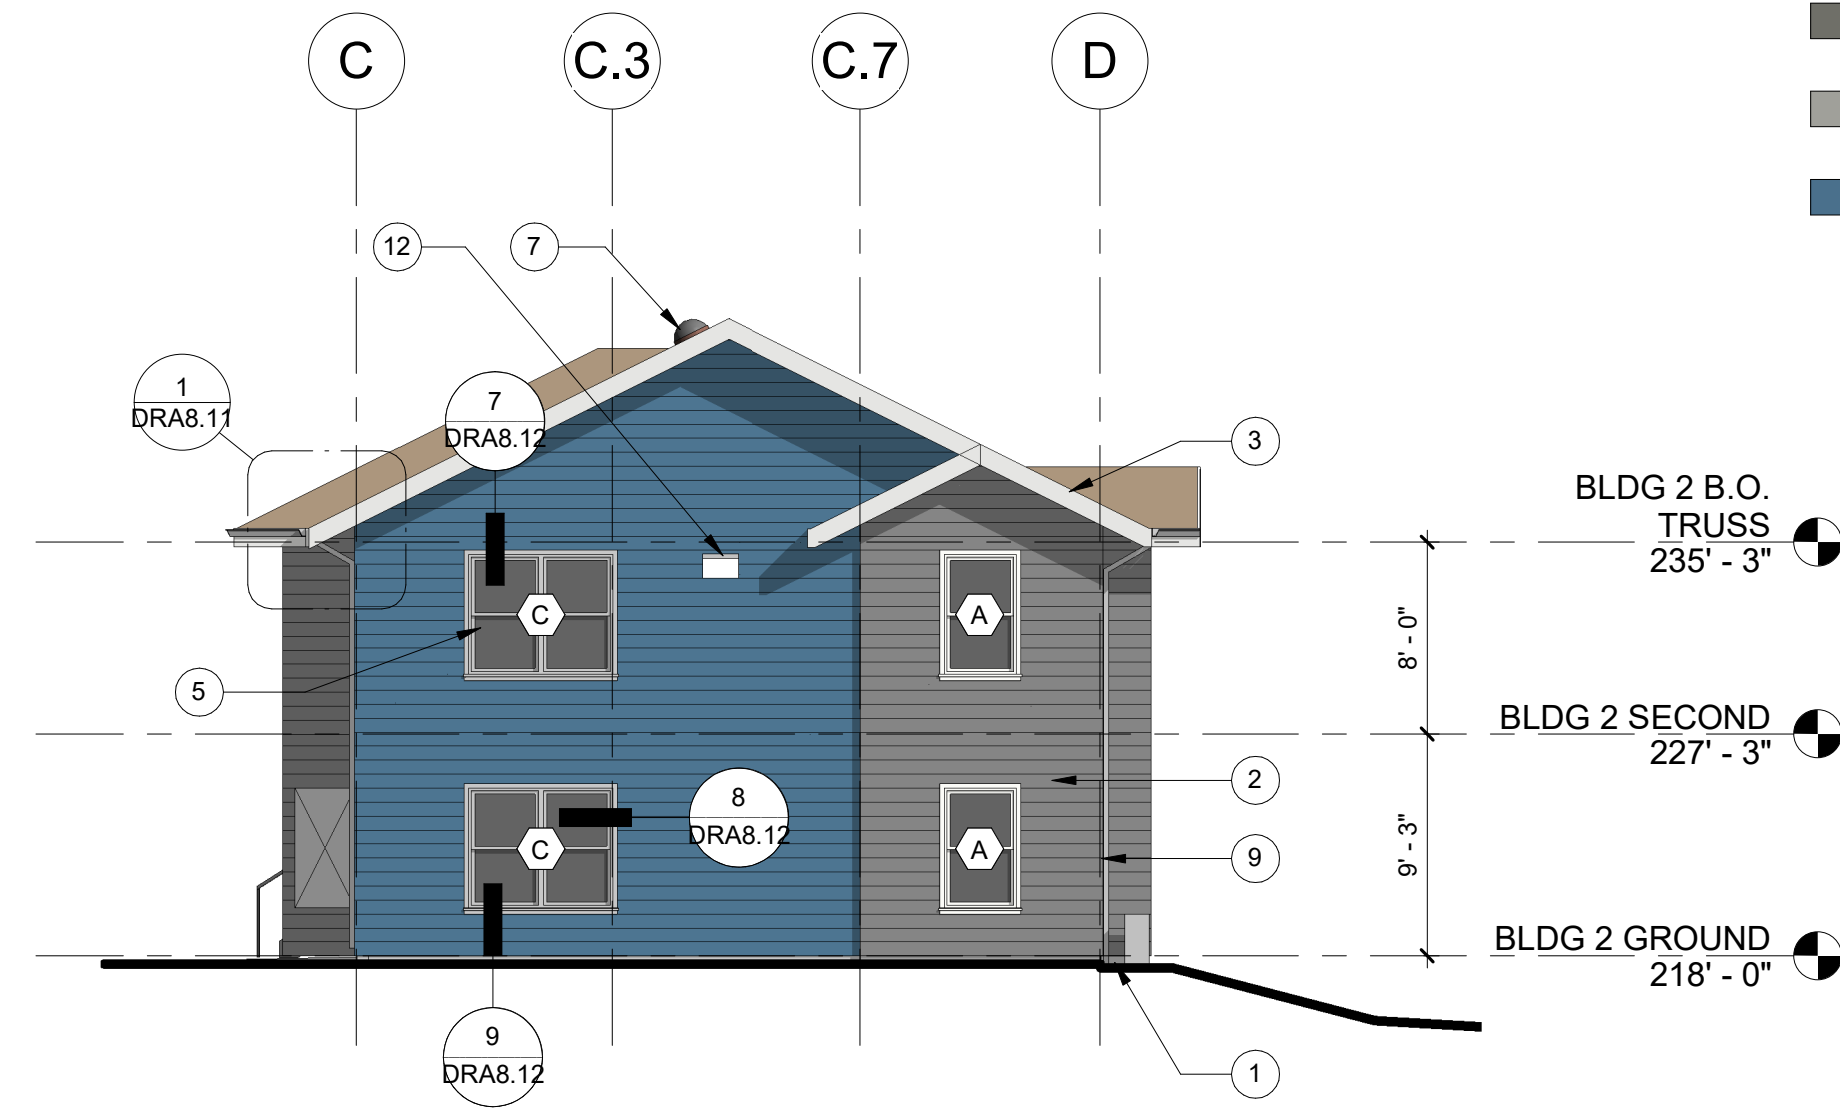 C C.3 C.7 D
12 7
1
DRA8.11
7
DRA8.12
3
BLDG 2 B.O.
TRUSS
235' - 3"
C A
8' - 0"
5
BLDG 2 SECOND
227' - 3"
2
8
DRA8.12
C A
9' - 3"
9
BLDG 2 GROUND
218' - 0"
9
DRA8.12
1